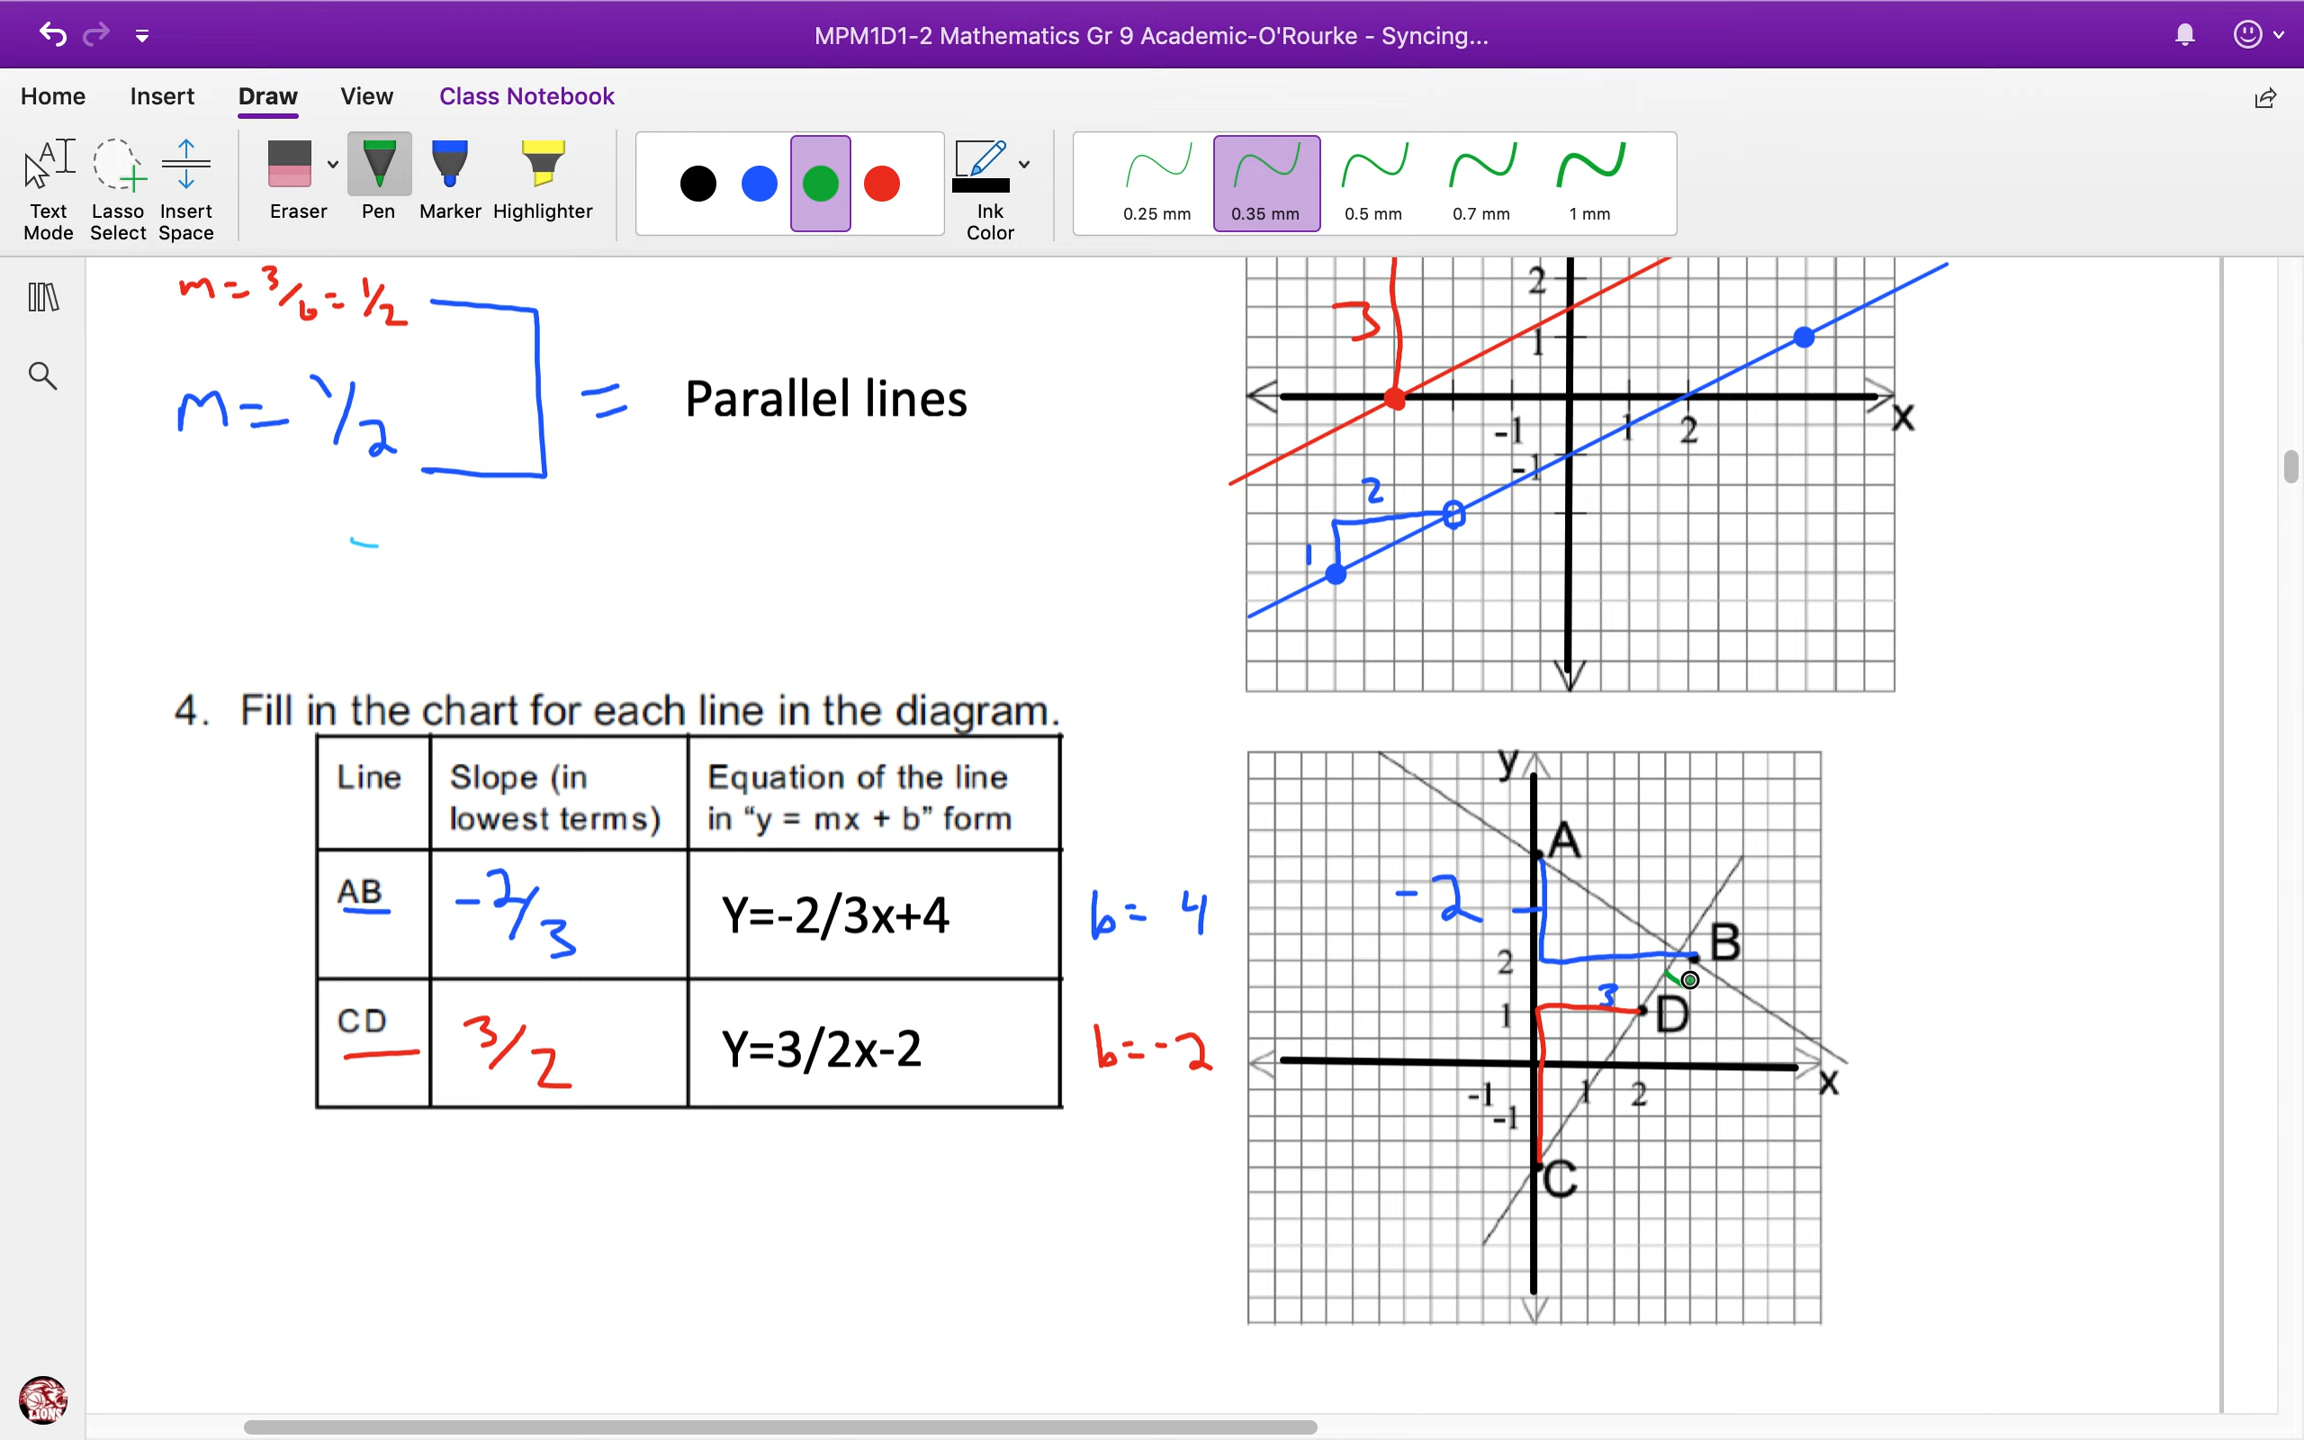 MPM1D1-2 Mathematics Gr 9 Academic-O'Rourke - Syncing...
Home Insert Draw View Class Notebook
Text Mode
Lasso Select
Insert Space
Eraser
Pen
Marker
Highlighter
Ink Color
0.25 mm
0.35 mm
0.5 mm
0.7 mm
1 mm
m = 3/6 = 1/2
m = 1/2
= Parallel lines
3
2
1
-1
1
2
x
-1
2
1
4. Fill in the chart for each line in the diagram.
Line
Slope (in lowest terms)
Equation of the line in “y = mx + b” form
AB
-2/3
Y=-2/3x+4
b = 4
CD
3/2
Y=3/2x-2
b = -2
y
A
-2
B
2
3
1
D
-1
1
2
x
-1
C
LIONS